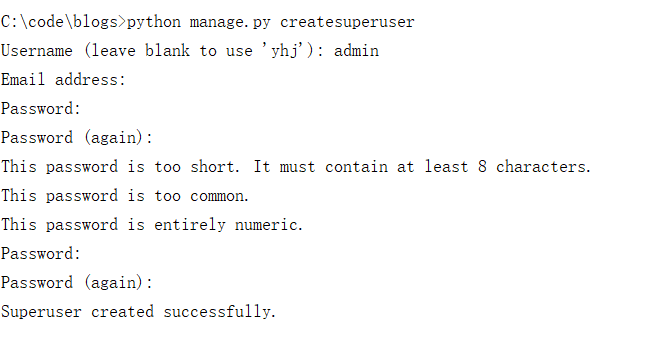 C:\code\blogs>python manage.py createsuperuser
Username (leave blank to use 'yhj'): admin
Email address:
Password:
Password (again):
This password is too short. It must contain at least 8 characters.
This password is too common.
This password is entirely numeric.
Password:
Password (again):
Superuser created successfully.